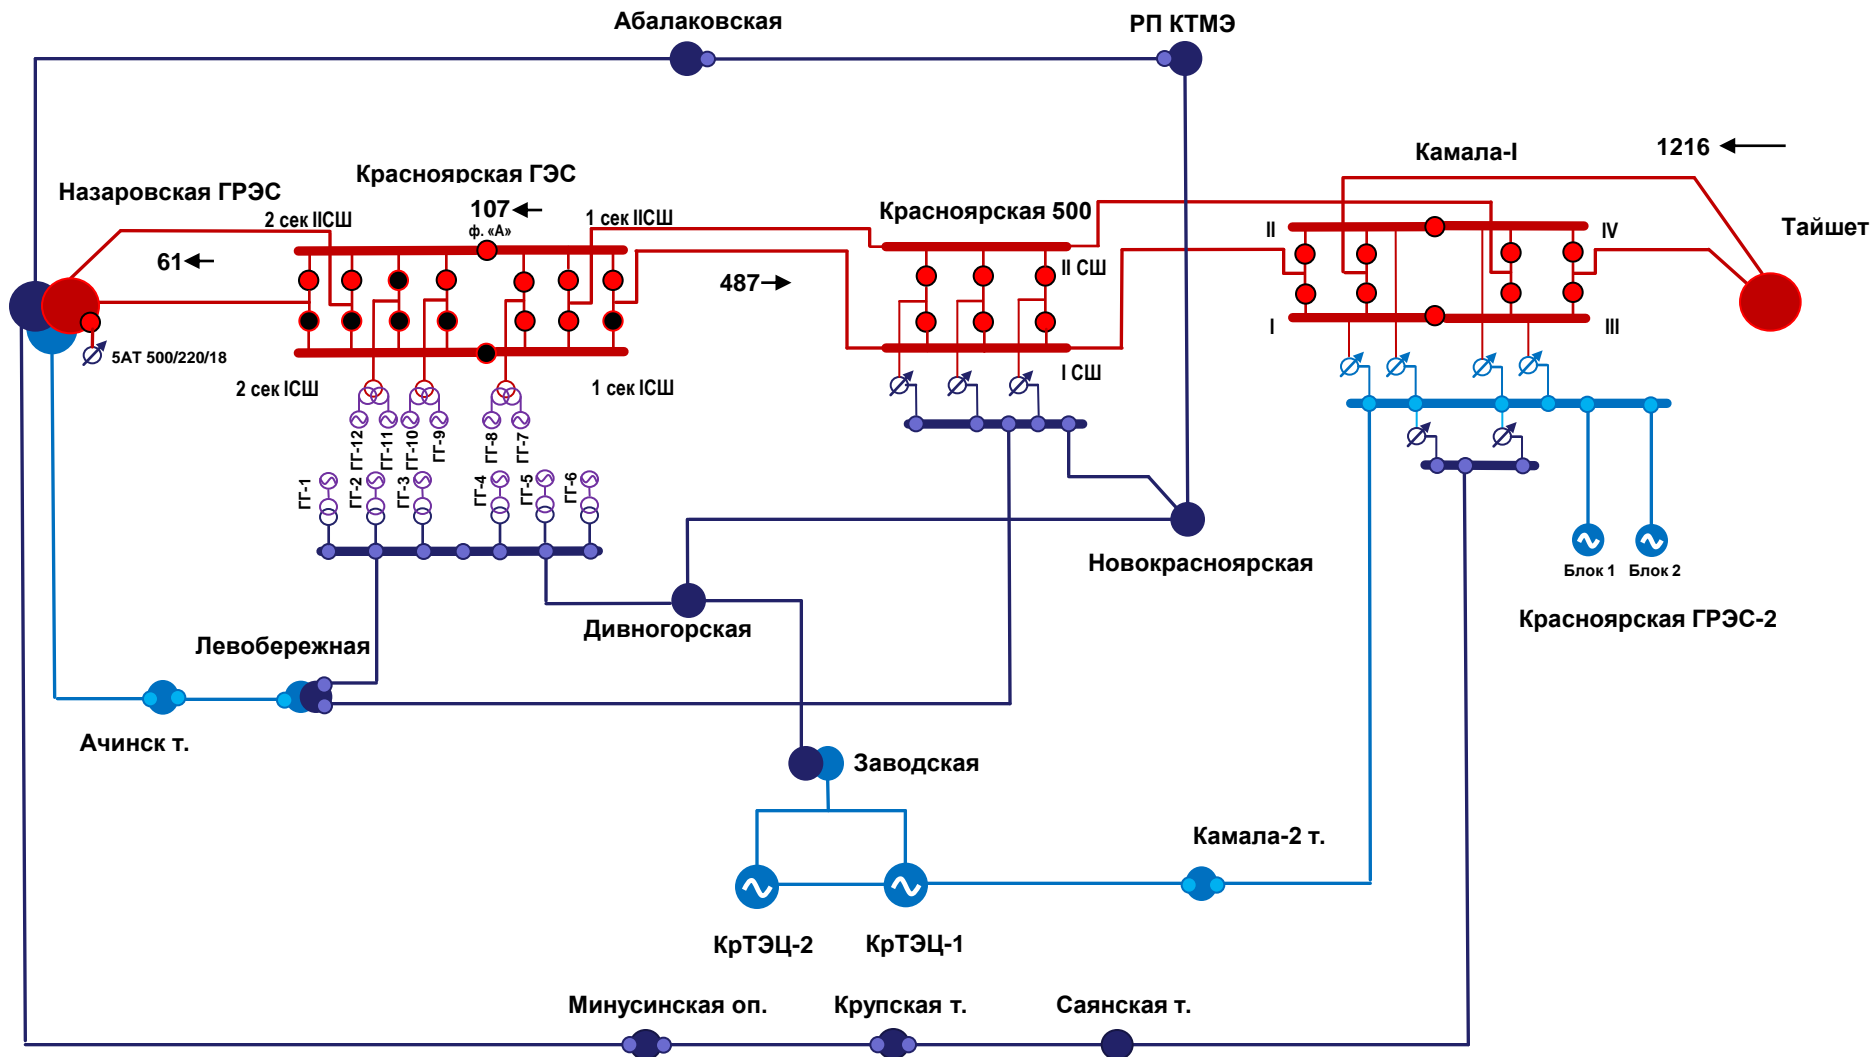 Абалаковская
РП КТМЭ
Камала-I
1216
Назаровская ГРЭС
Красноярская ГЭС
2 сек IIСШ
107
ф. «А»
1 сек IIСШ
Красноярская 500
II
IV
Тайшет
61
487
II СШ
I
III
5АТ 500/220/18
2 сек IСШ
1 сек IСШ
I СШ
ГГ-12
ГГ-11
ГГ-10
ГГ-9
ГГ-8
ГГ-7
ГГ-1
ГГ-2
ГГ-3
ГГ-4
ГГ-5
ГГ-6
Новокрасноярская
Блок 1
Блок 2
Красноярская ГРЭС-2
Дивногорская
Левобережная
Ачинск т.
Заводская
Камала-2 т.
КрТЭЦ-2
КрТЭЦ-1
Минусинская оп.
Крупская т.
Саянская т.